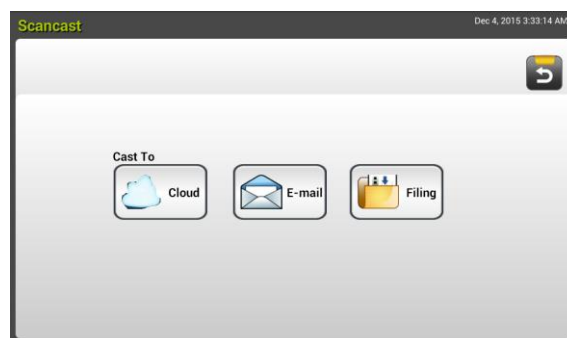 Scancast
Dec 4, 2015 3:33:14 AM
Cast To
Cloud
E-mail
Filing